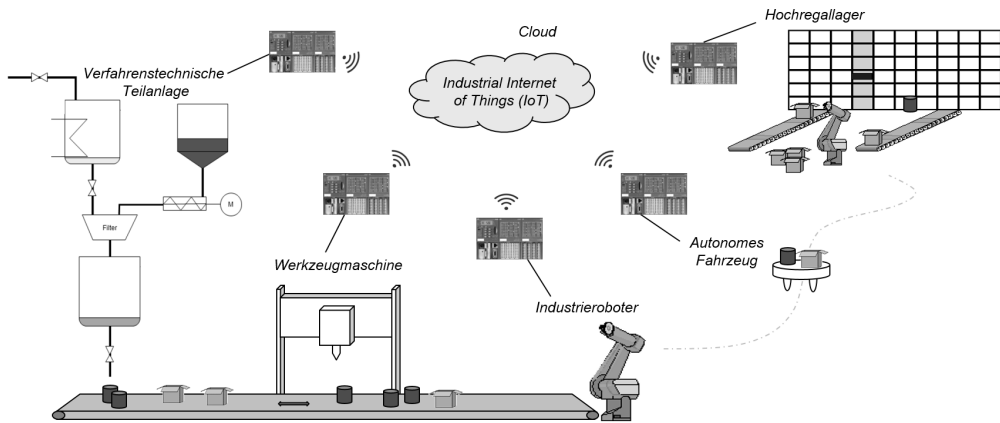 Hochregallager
Cloud
Verfahrenstechnische
Teilanlage
Industrial Internet
of Things (IoT)
M
Filter
Autonomes
Fahrzeug
Werkzeugmaschine
Industrieroboter